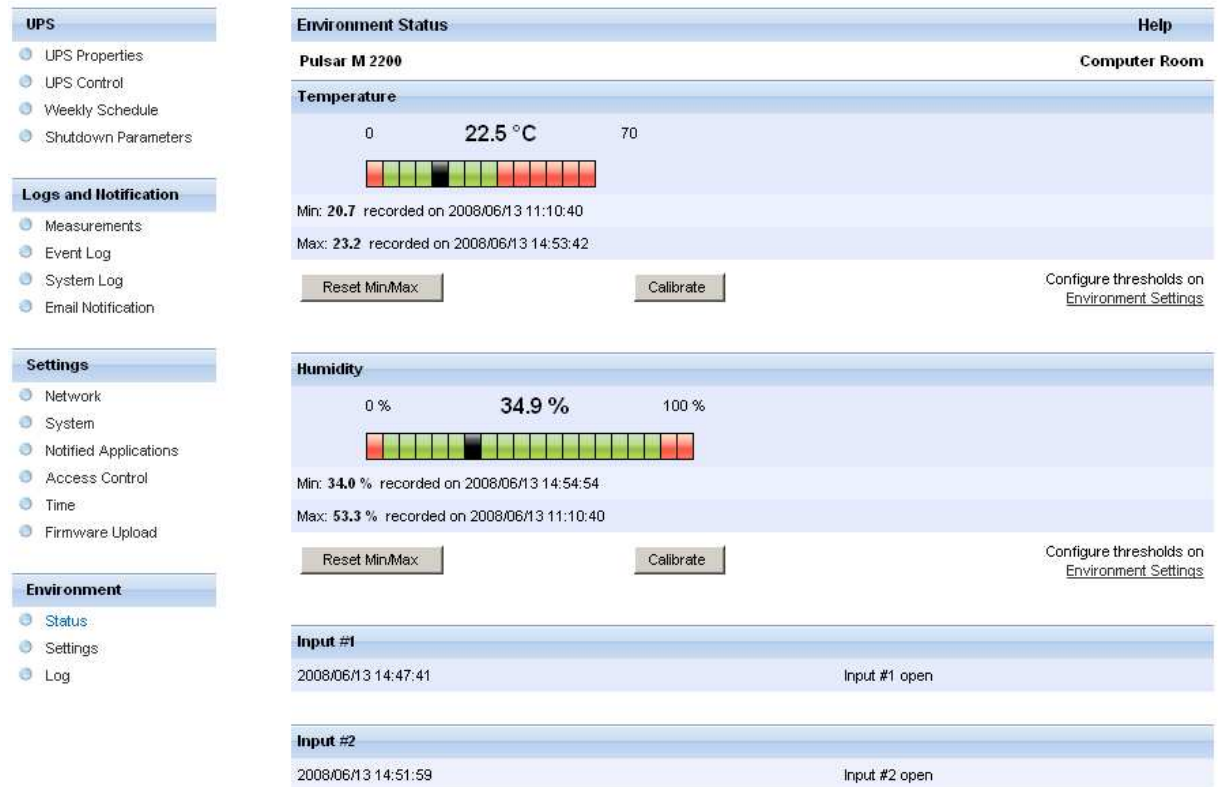 UPS
UPS Properties
UPS Control
Weekly Schedule
Shutdown Parameters
Logs and Notification
Measurements
Event Log
System Log
Email Notification
Settings
Network
System
Notified Applications
Access Control
Time
Firmware Upload
Environment
Status
Settings
Log
Environment Status Help
Pulsar M 2200 Computer Room
Temperature
0 22.5 °C 70
Min: 20.7 recorded on 2008/06/13 11:10:40
Max: 23.2 recorded on 2008/06/13 14:53:42
Reset Min/Max Calibrate Configure thresholds on
Environment Settings
Humidity
0 % 34.9 % 100 %
Min: 34.0 % recorded on 2008/06/13 14:54:54
Max: 53.3 % recorded on 2008/06/13 11:10:40
Reset Min/Max Calibrate Configure thresholds on
Environment Settings
Input #1
2008/06/13 14:47:41 Input #1 open
Input #2
2008/06/13 14:51:59 Input #2 open